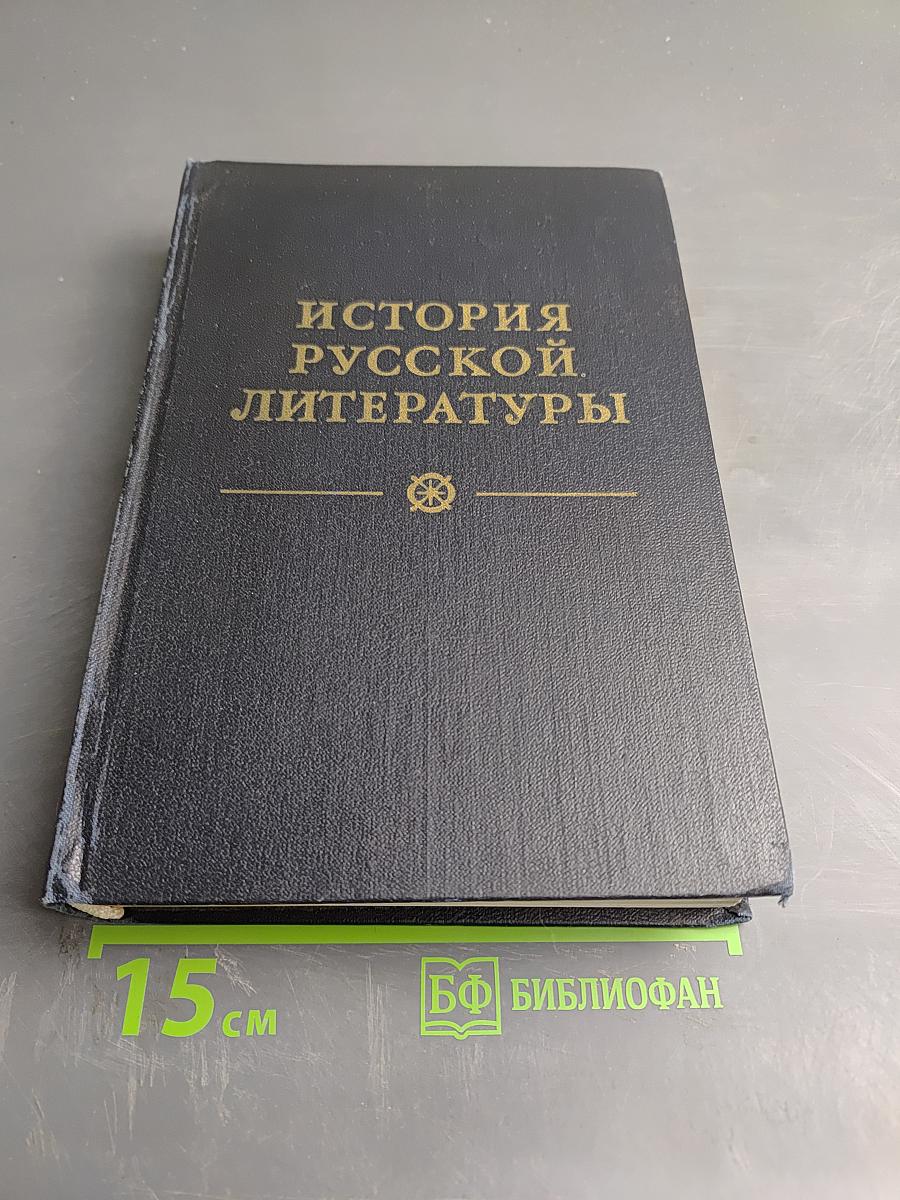 ИСТОРИЯ
РУССКОЙ
ЛИТЕРАТУРЫ
15 см
БФ БИБЛИОФАН